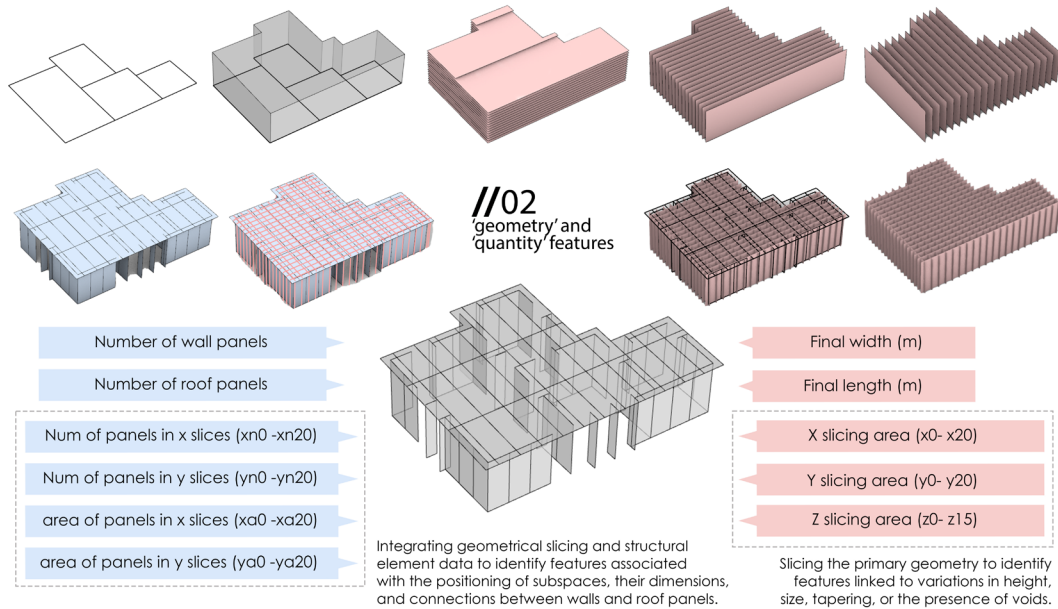 //02
'geometry' and
'quantity' features
Number of wall panels
Number of roof panels
Num of panels in x slices (xn0 -xn20)
Num of panels in y slices (yn0 -yn20)
area of panels in x slices (xa0 -xa20)
area of panels in y slices (ya0 -ya20)
Integrating geometrical slicing and structural
element data to identify features associated
with the positioning of subspaces, their dimensions,
and connections between walls and roof panels.
Final width (m)
Final length (m)
X slicing area (x0- x20)
Y slicing area (y0- y20)
Z slicing area (z0- z15)
Slicing the primary geometry to identify
features linked to variations in height,
size, tapering, or the presence of voids.